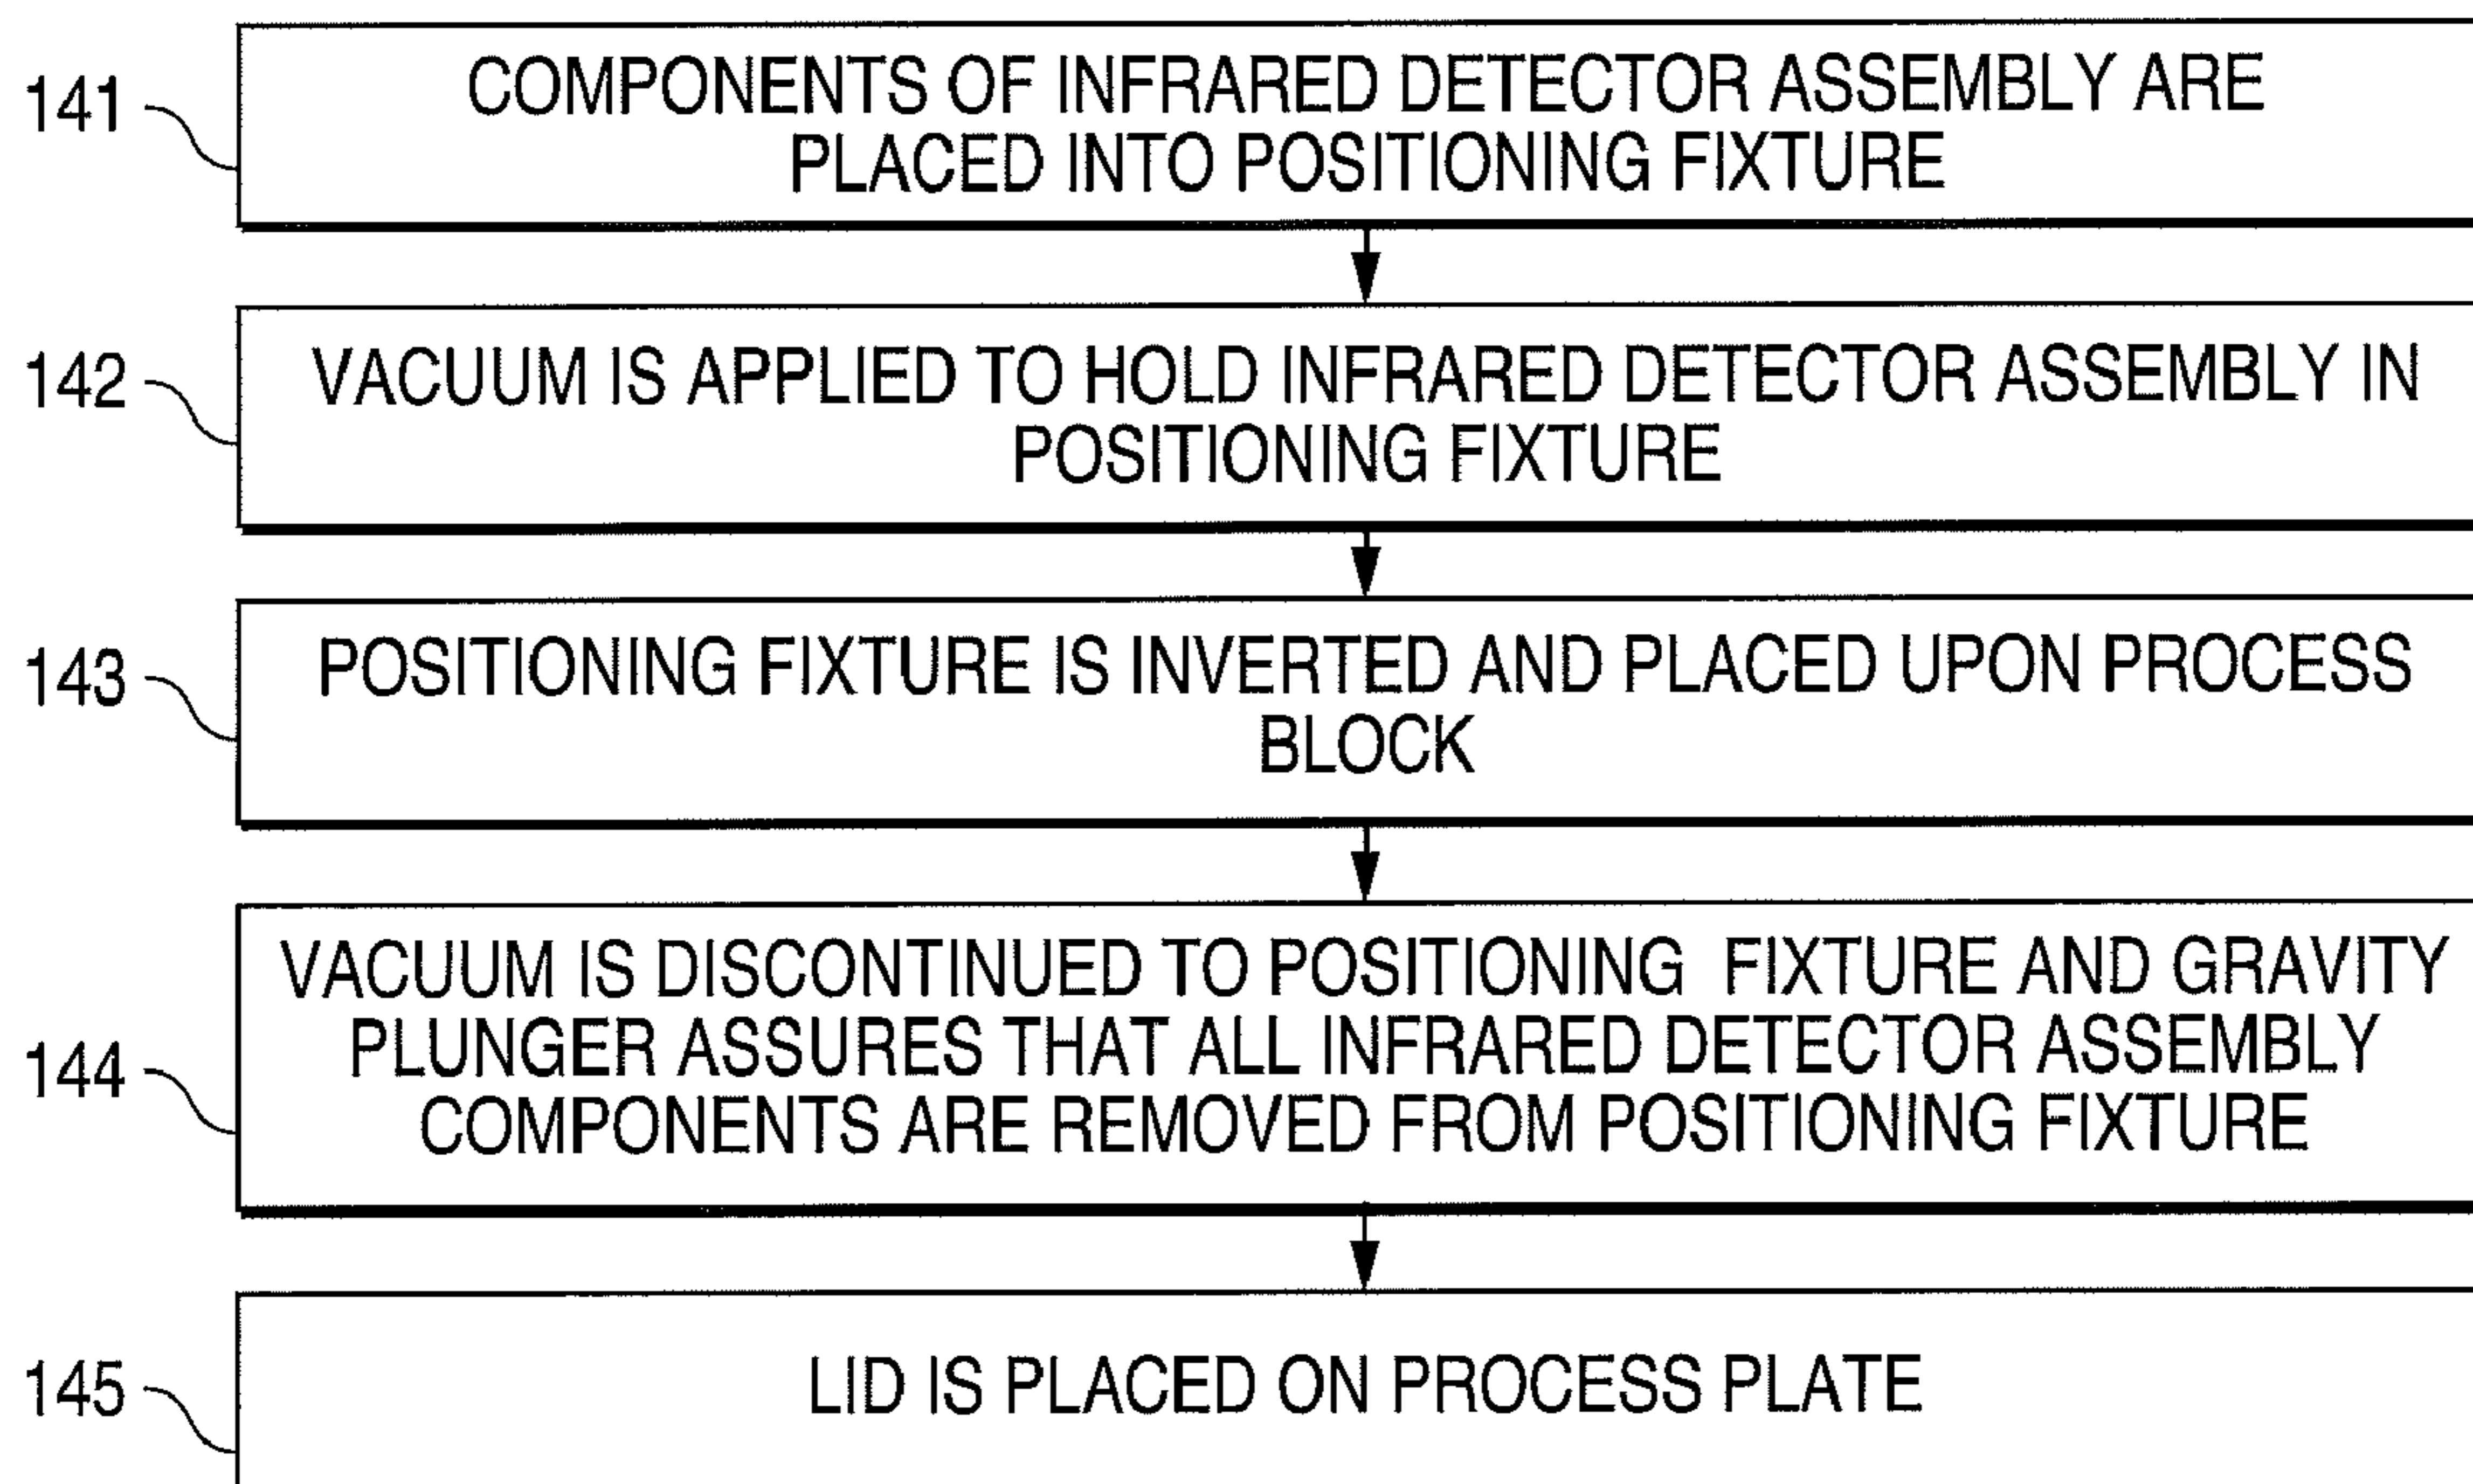 141
COMPONENTS OF INFRARED DETECTOR ASSEMBLY ARE
PLACED INTO POSITIONING FIXTURE
142
VACUUM IS APPLIED TO HOLD INFRARED DETECTOR ASSEMBLY IN
POSITIONING FIXTURE
143
POSITIONING FIXTURE IS INVERTED AND PLACED UPON PROCESS
BLOCK
144
VACUUM IS DISCONTINUED TO POSITIONING FIXTURE AND GRAVITY
PLUNGER ASSURES THAT ALL INFRARED DETECTOR ASSEMBLY
COMPONENTS ARE REMOVED FROM POSITIONING FIXTURE
145
LID IS PLACED ON PROCESS PLATE